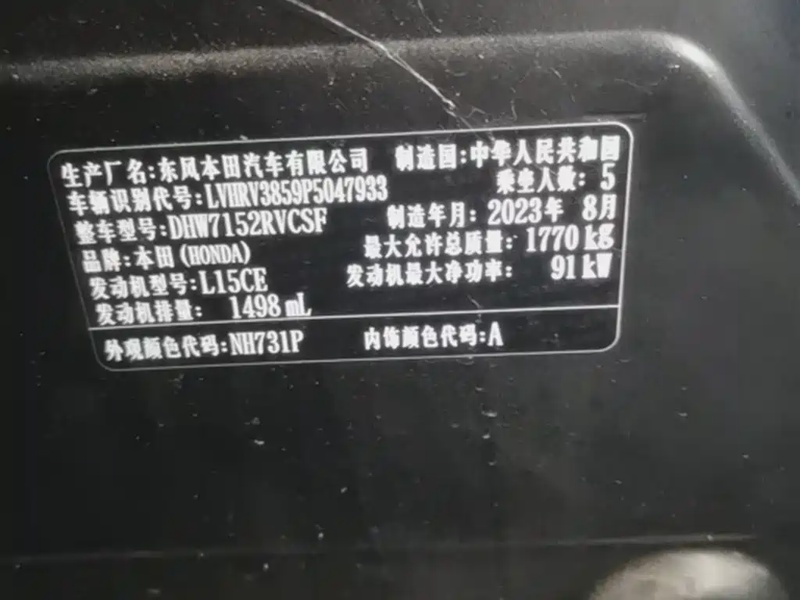 生产厂名:东风本田汽车有限公司 制造国:中华人民共和国
车辆识别代号:LVHRV3859P5047933 乘坐人数: 5
整车型号:DHW7152RVCSF 制造年月: 2023年 8月
品牌:本田(HONDA) 最大允许总质量: 1770 kg
发动机型号:L15CE 发动机最大净功率: 91 kW
发动机排量: 1498 mL
外观颜色代码:NH731P 内饰颜色代码:A